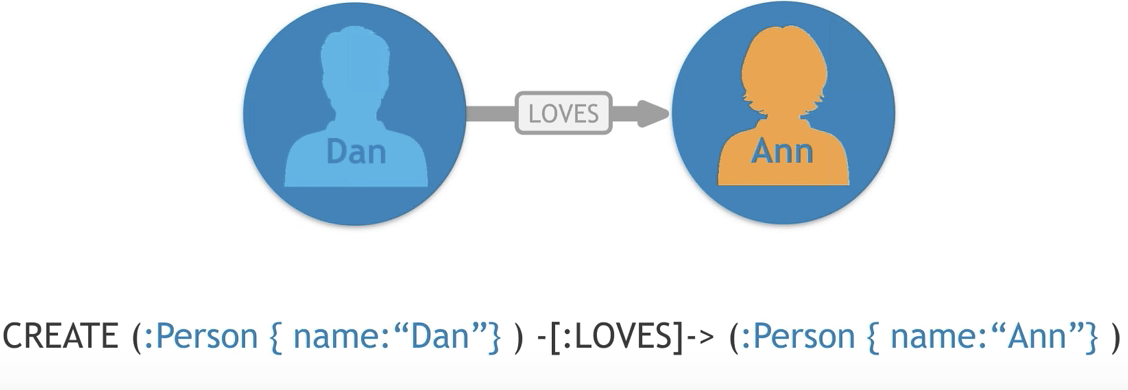 Dan
LOVES
Ann
CREATE (:Person { name:“Dan”} ) -[:LOVES]-> (:Person { name:“Ann”} )